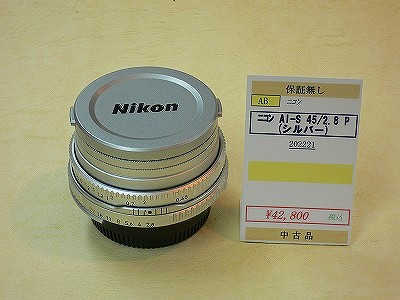 Nikon
保証無し
AB ニコン
ニコン AI-S 45/2.8 P
(シルバー)
202221
¥42,800 税込
中古品